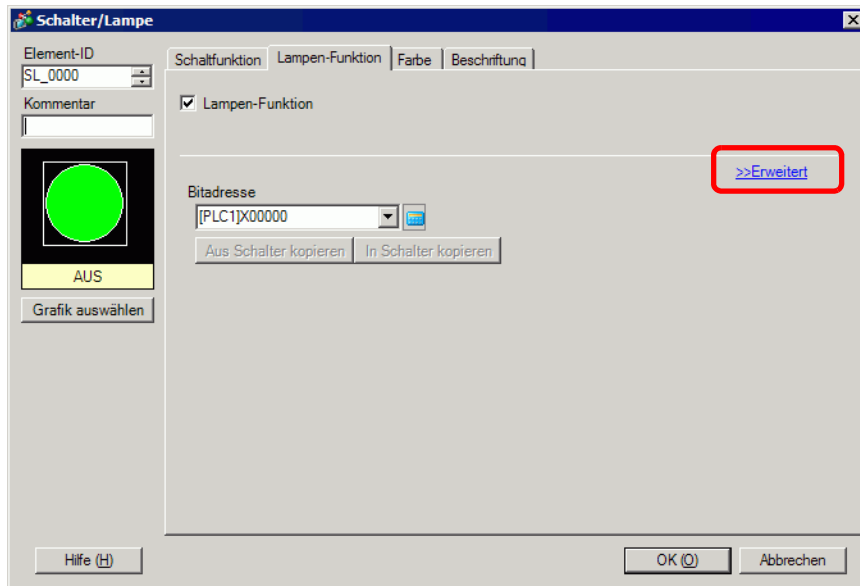 Schalter/Lampe
Element-ID
SL_0000
Kommentar
AUS
Grafik auswählen
Schaltfunktion Lampen-Funktion Farbe Beschriftung
Lampen-Funktion
>>Erweitert
Bitadresse
[PLC1]X00000
Aus Schalter kopieren In Schalter kopieren
Hilfe (H) OK (O) Abbrechen